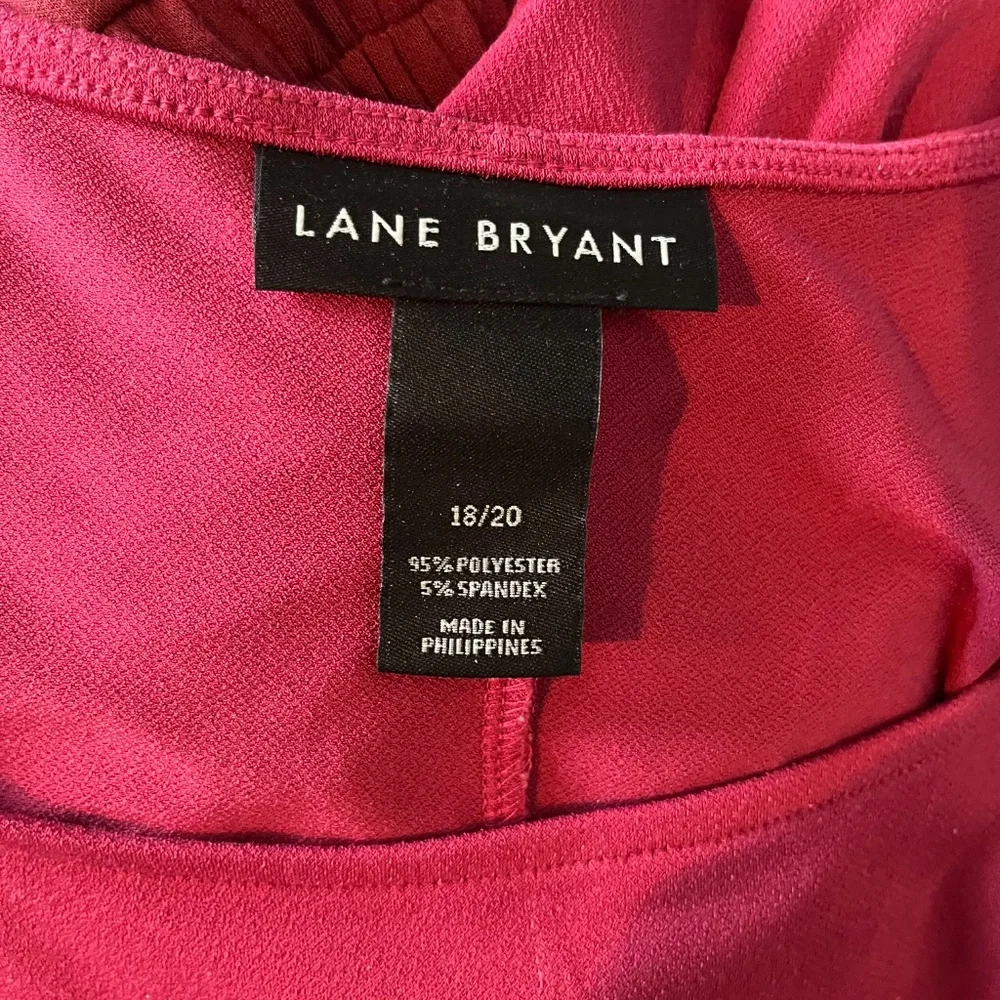 LANE BRYANT
18/20
95% POLYESTER
5% SPANDEX
MADE IN
PHILIPPINES